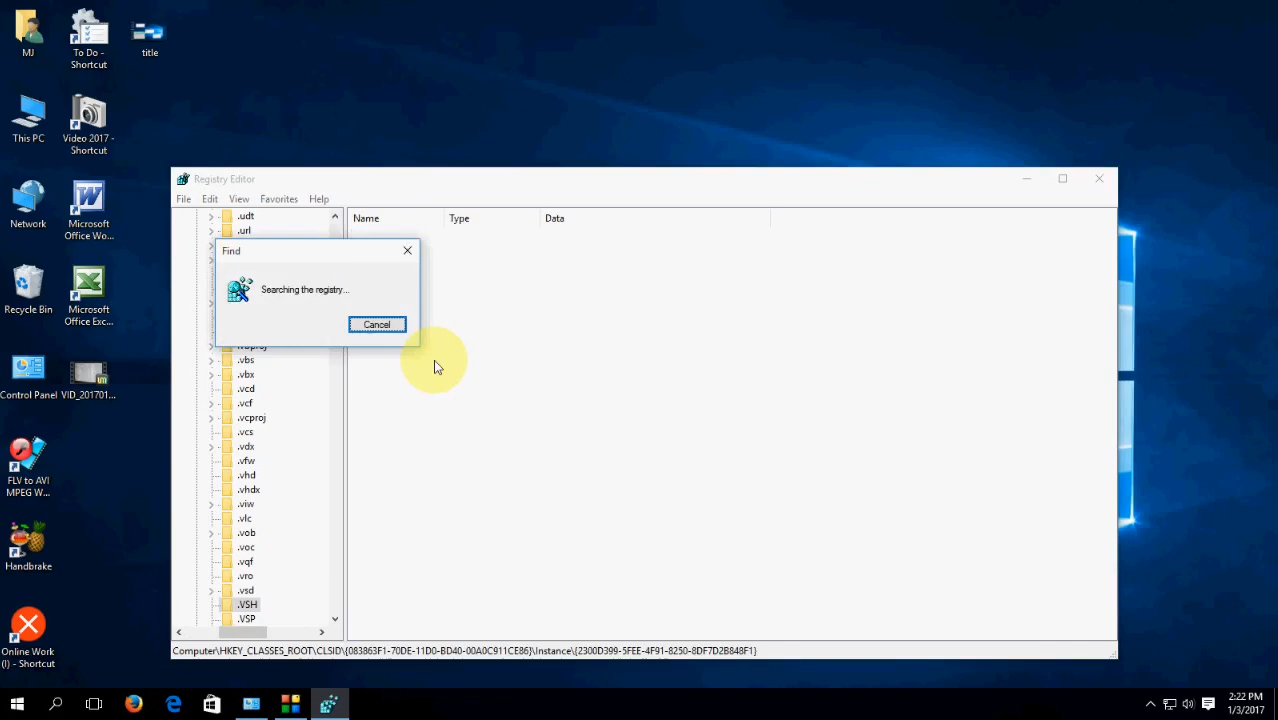 MJ
To Do -
Shortcut
title
This PC
Video 2017 -
Shortcut
Network
Microsoft
Office Wo...
Recycle Bin
Microsoft
Office Exc...
Control Panel
VID_201701...
FLV to AVI
MPEG W...
Handbrake
Online Work
(I) - Shortcut
Registry Editor
File Edit View Favorites Help
.udt
.url
Name Type Data
Find
Searching the registry...
Cancel
.vbproj
.vbs
.vbx
.vcd
.vcf
.vcproj
.vcs
.vdx
.vfw
.vhd
.vhdx
.viw
.vlc
.vob
.voc
.vqf
.vro
.vsd
.VSH
.VSP
Computer\HKEY_CLASSES_ROOT\CLSID\{083863F1-70DE-11D0-BD40-00A0C911CE86}\Instance\{2300D399-5FEE-4F91-8250-8DF7D2B848F1}
2:22 PM
1/3/2017